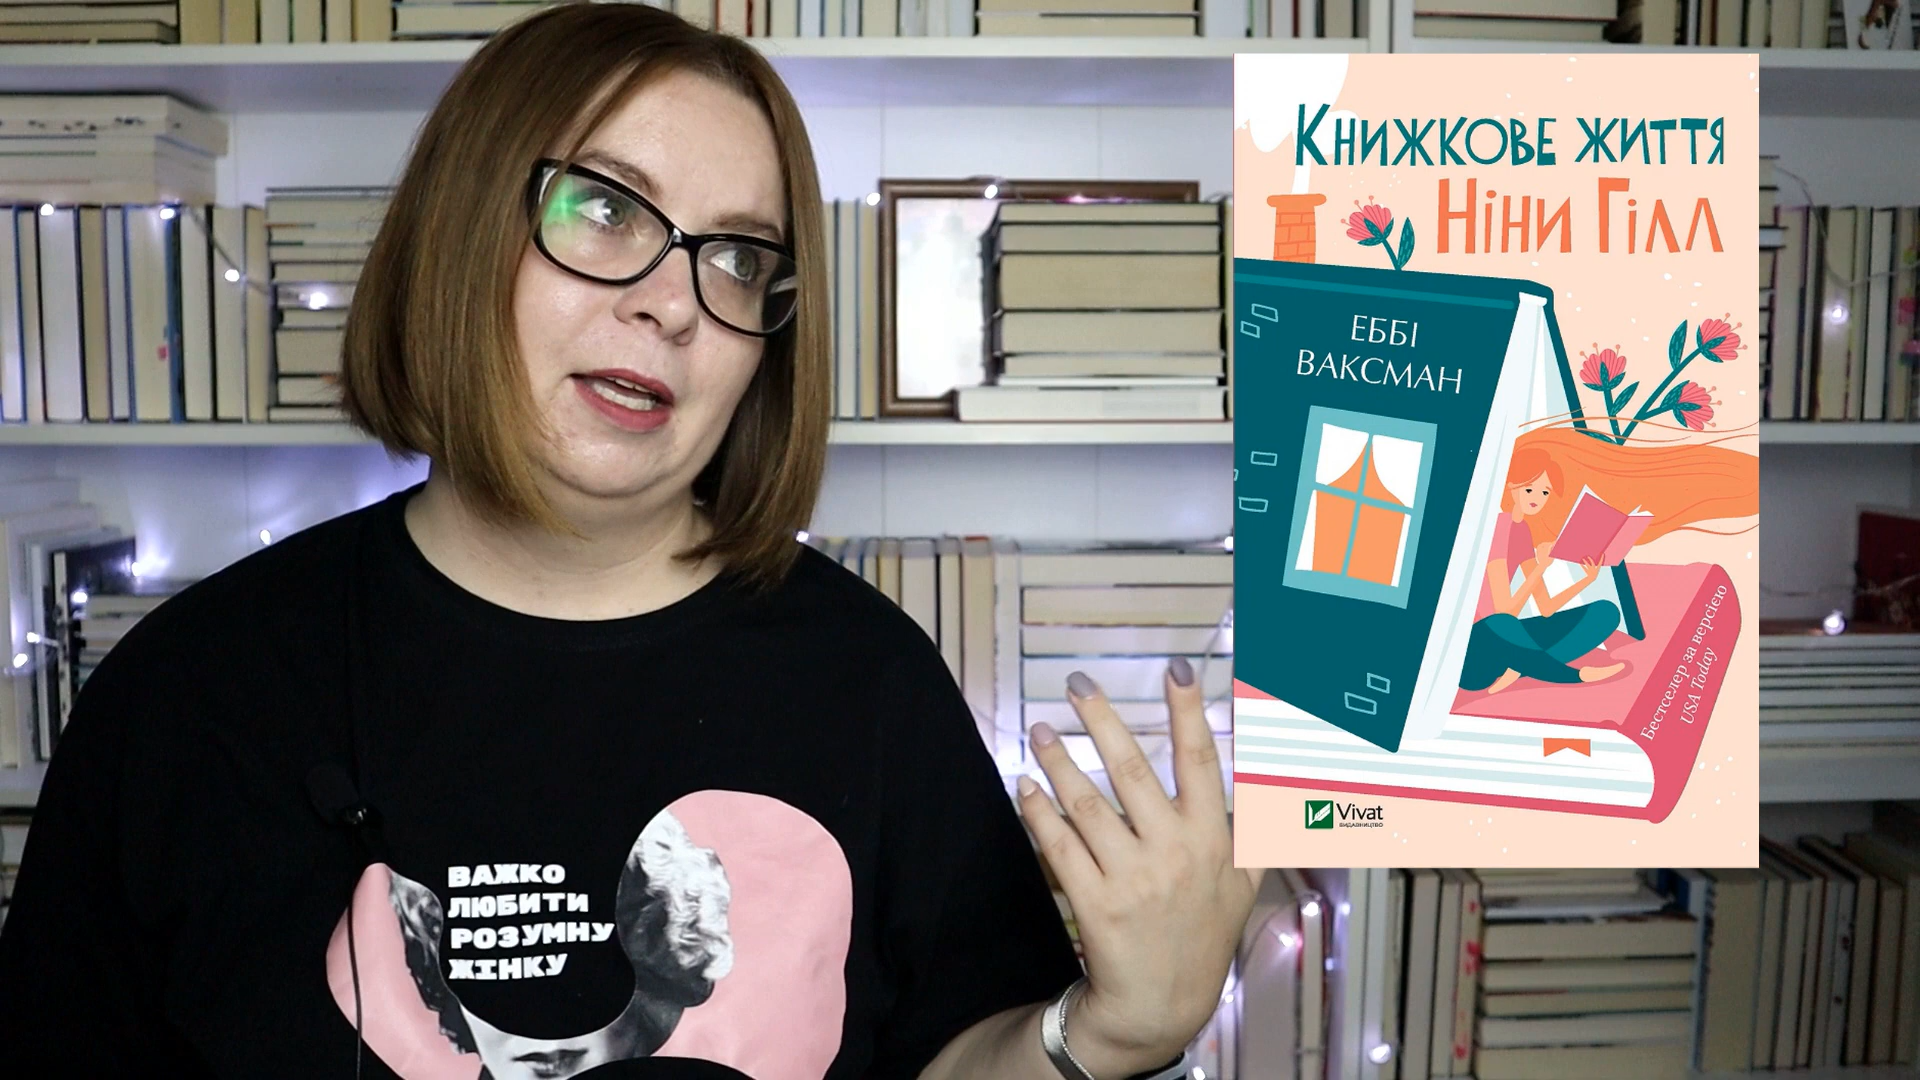 Книжкове життя
Ніни Гілл
ЕББІ
ВАКСМАН
Бестселер за версією
USA Today
Vivat
ВИДАВНИЦТВО
ВАЖКО
ЛЮБИТИ
РОЗУМНУ
ЖІНКУ